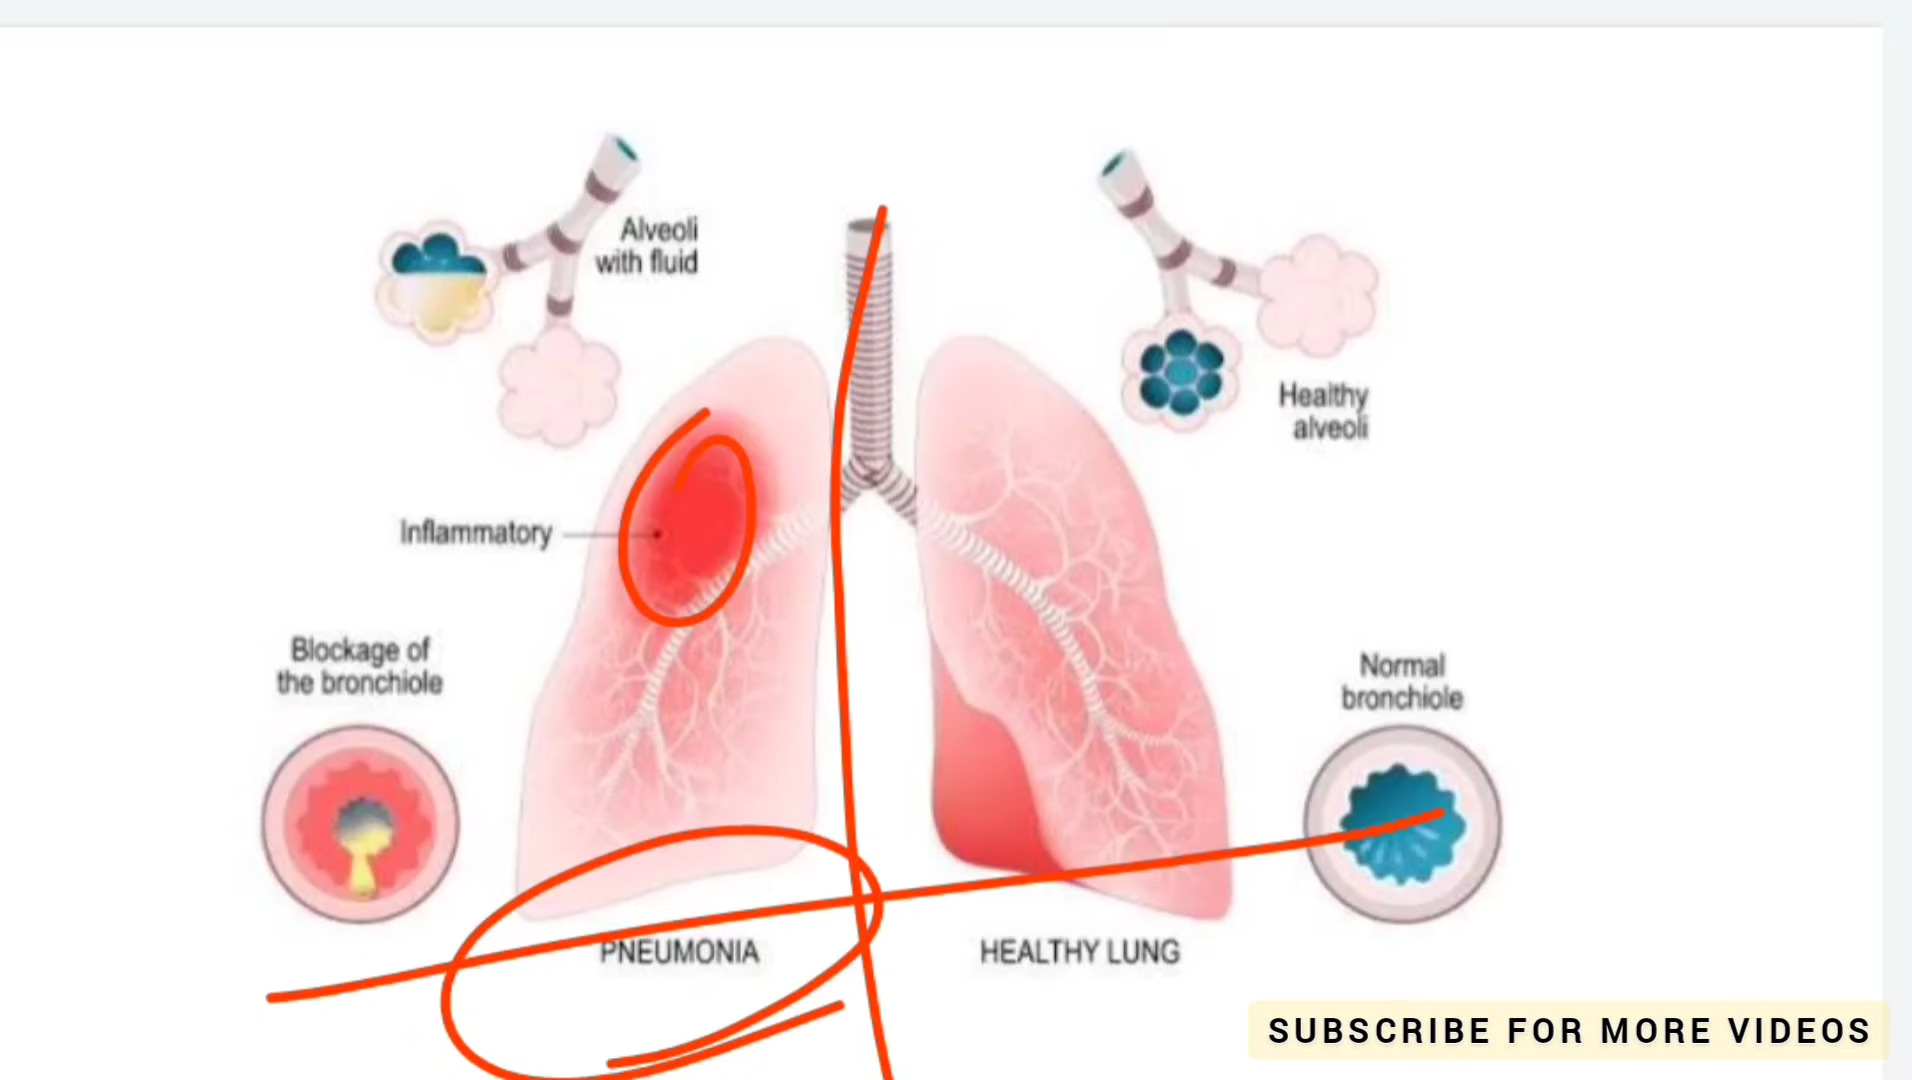 Alveoli
with fluid
Healthy
alveoli
Inflammatory
Blockage of
the bronchiole
Normal
bronchiole
PNEUMONIA
HEALTHY LUNG
SUBSCRIBE FOR MORE VIDEOS